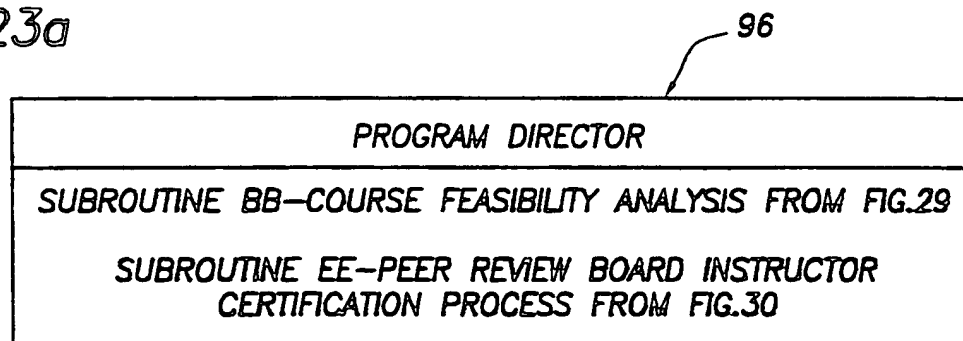 23a
96
PROGRAM DIRECTOR
SUBROUTINE BB–COURSE FEASIBILITY ANALYSIS FROM FIG.29
SUBROUTINE EE–PEER REVIEW BOARD INSTRUCTOR
CERTIFICATION PROCESS FROM FIG.30